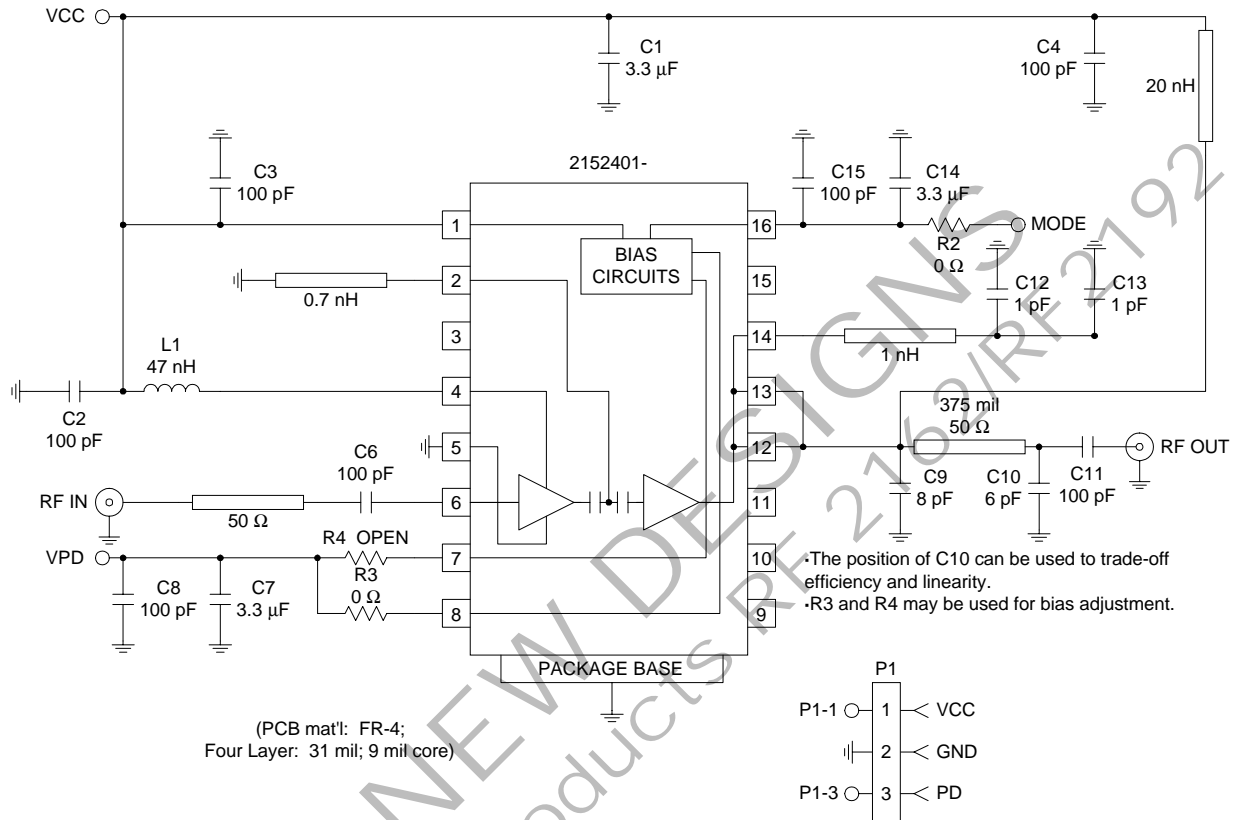 VCC
C1
3.3 µF
C4
100 pF
20 nH
2152401-
C3
100 pF
C15
100 pF
C14
3.3 µF
1
16
MODE
R2
0 Ω
BIAS
CIRCUITS
2
15
0.7 nH
C12
1 pF
C13
1 pF
3
14
1 nH
L1
47 nH
4
13
C2
100 pF
375 mil
50 Ω
5
12
RF OUT
C6
100 pF
C9
8 pF
C10
6 pF
C11
100 pF
RF IN
50 Ω
6
11
R4 OPEN
VPD
7
10
R3
0 Ω
C8
100 pF
C7
3.3 µF
8
9
•The position of C10 can be used to trade-off
efficiency and linearity.
•R3 and R4 may be used for bias adjustment.
PACKAGE BASE
P1
P1-1
1
VCC
2
GND
P1-3
3
PD
(PCB mat'l: FR-4;
Four Layer: 31 mil; 9 mil core)
NEW DESIGNS
oducts RF 2162/RF 2192